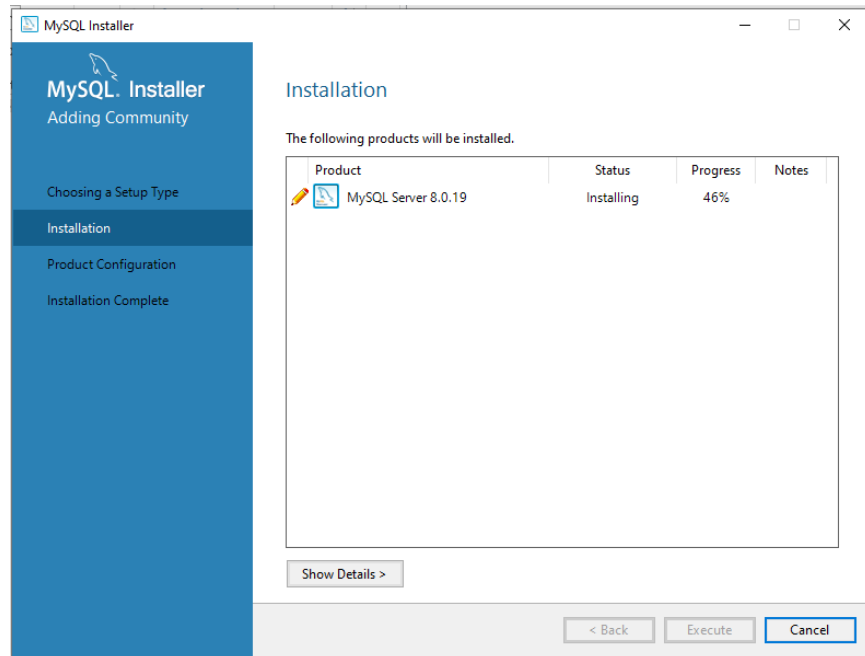 MySQL Installer
MySQL. Installer
Adding Community
Choosing a Setup Type
Installation
Product Configuration
Installation Complete
Installation
The following products will be installed.
Product Status Progress Notes
MySQL Server 8.0.19 Installing 46%
Show Details >
< Back Execute Cancel